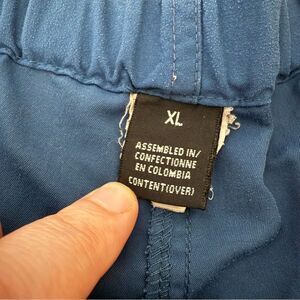 XL
ASSEMBLED IN/
CONFECTIONNE
EN COLOMBIA
CONTENT(OVER)